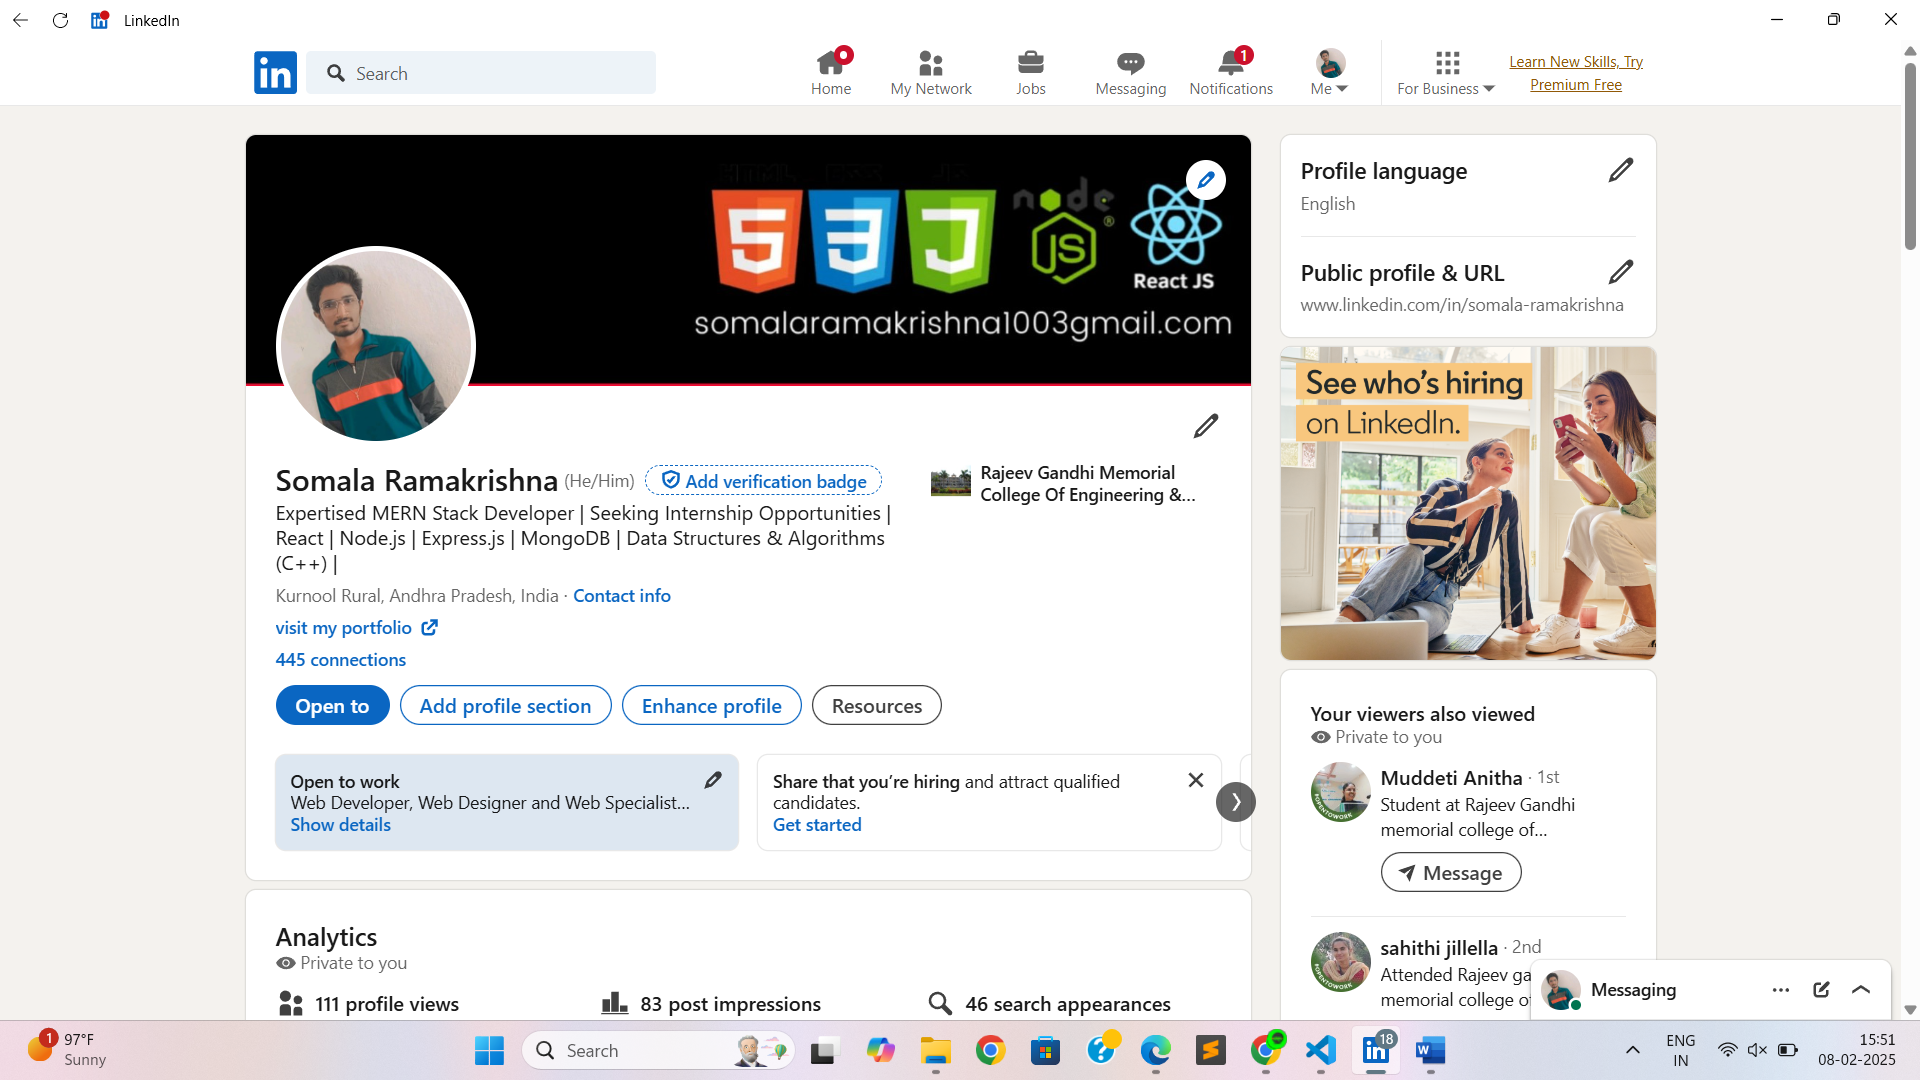 LinkedIn
in
Search
Home
My Network
Jobs
Messaging
1
Notifications
Me
For Business
Learn New Skills, Try
Premium Free
node
®
JS
React JS
somalaramakrishna1003gmail.com
Somala Ramakrishna (He/Him) Add verification badge
Expertised MERN Stack Developer | Seeking Internship Opportunities |
React | Node.js | Express.js | MongoDB | Data Structures & Algorithms
(C++) |
Kurnool Rural, Andhra Pradesh, India · Contact info
visit my portfolio
445 connections
Rajeev Gandhi Memorial
College Of Engineering &...
Open to
Add profile section
Enhance profile
Resources
Open to work
Web Developer, Web Designer and Web Specialist...
Show details
Share that you’re hiring and attract qualified
candidates.
Get started
Analytics
Private to you
111 profile views
83 post impressions
46 search appearances
Profile language
English
Public profile & URL
www.linkedin.com/in/somala-ramakrishna
See who’s hiring
on LinkedIn.
Your viewers also viewed
Private to you
Muddeti Anitha · 1st
Student at Rajeev Gandhi
memorial college of...
#OPENTOWORK
Message
sahithi jillella · 2nd
Attended Rajeev ga
memorial college of
#OPENTOWORK
Messaging
1
97°F
Sunny
Search
18
ENG
IN
15:51
08-02-2025